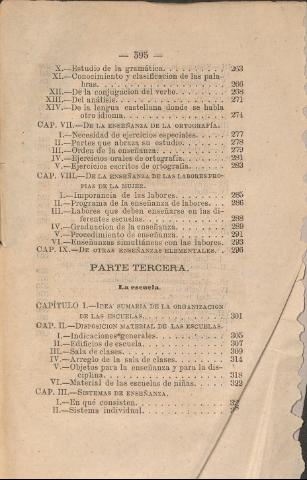 — 395 —
X.—Estudio de la gramática. . . . . . . . . . . . . 263
XI.—Conocimiento y clasificacion de las pala-
bras. . . . . . . . . . . . . . . . . . . . . . 266
XII.—De la conjugacion del verbo. . . . . . . . . 268
XIII.—Del análisis. . . . . . . . . . . . . . . . . 271
XIV.—De la lengua castellana donde se habla
otro idioma. . . . . . . . . . . . . . . . . . 274
CAP. VII.—DE LA ENSEÑANZA DE LA ORTOGRAFÍA.
I.—Necesidad de ejercicios especiales. . . . . . 277
II.—Partes que abraza su estudio. . . . . . . . . 278
III.—Orden de la enseñanza. . . . . . . . . . . . 279
IV.—Ejercicios orales de ortografía. . . . . . . . 281
V.—Ejercicios escritos de ortografía. . . . . . . 283
CAP. VIII.—DE LA ENSEÑANZA DE LAS LABORES PRO-
PIAS DE LA MUJER.
I.—Imporancia de las labores. . . . . . . . . . 285
II.—Programa de la enseñanza de labores. . . . 286
III.—Labores que deben enseñarse en las di-
ferentes escuelas. . . . . . . . . . . . . . . 288
IV.—Graduacion de la enseñanza. . . . . . . . . 289
V.—Procedimiento de enseñanza. . . . . . . . . 291
VI.—Enseñanzas simultáneas con las labores. . 293
CAP. IX.—DE OTRAS ENSEÑANZAS ELEMENTALES. . 296
PARTE TERCERA.
La escuela.
CAPÍTULO I.—IDEA SUMARIA DE LA ORGANIZACION
DE LAS ESCUELAS. . . . . . . . . . . . . . . 301
CAP. II.—DISPOSICION MATERIAL DE LAS ESCUELAS.
I.—Indicaciones generales. . . . . . . . . . . . 305
II.—Edificios de escuela. . . . . . . . . . . . . . 307
III.—Sala de clases. . . . . . . . . . . . . . . . . 309
IV.—Arreglo de la sala de clases. . . . . . . . . 314
V.—Objetos para la enseñanza y para la dis-
ciplina. . . . . . . . . . . . . . . . . . . . 318
VI.—Material de las escuelas de niñas. . . . . . 322
CAP. III.—SISTEMAS DE ENSEÑANZA.
I.—En qué consisten. . . . . . . . . . . . . . .
II.—Sistema individual. . . . . . . . . . . . . .